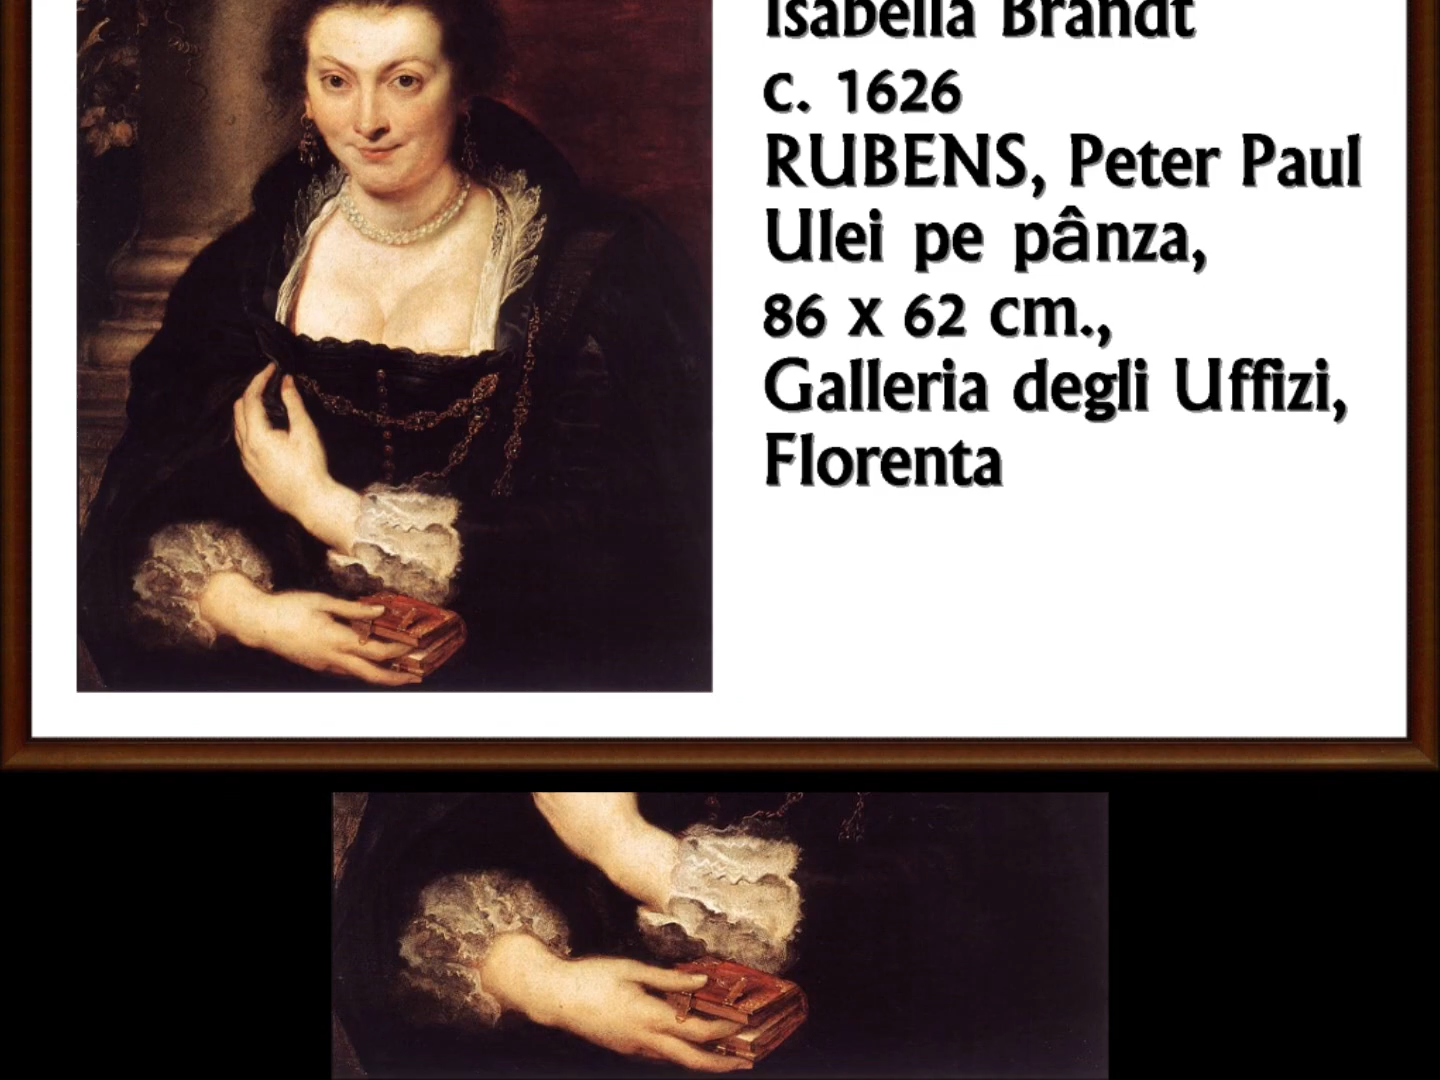 Isabella Brandt
c. 1626
RUBENS, Peter Paul
Ulei pe pânza,
86 x 62 cm.,
Galleria degli Uffizi,
Florenta